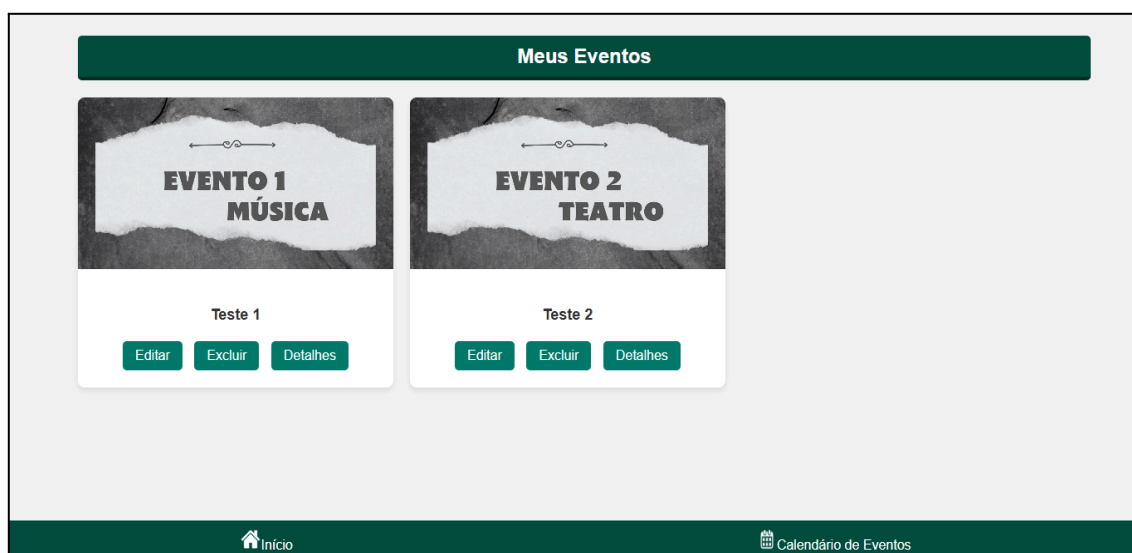 Meus Eventos
EVENTO 1
MÚSICA
Teste 1
Editar Excluir Detalhes
EVENTO 2
TEATRO
Teste 2
Editar Excluir Detalhes
Início
Calendário de Eventos